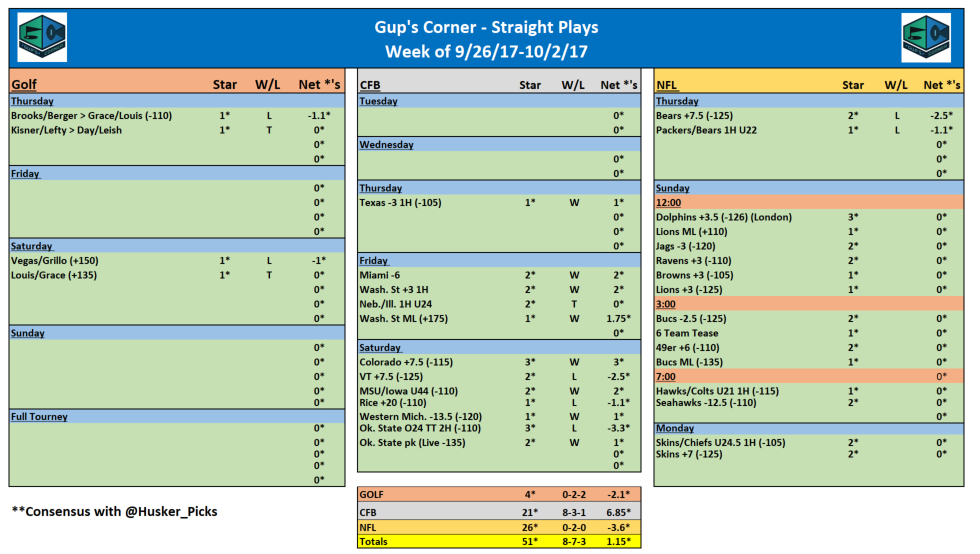 Gup's Corner - Straight Plays
Week of 9/26/17-10/2/17
Golf Star W/L Net *'s
Thursday
Brooks/Berger > Grace/Louis (-110) 1* L -1.1*
Kisner/Lefty > Day/Leish 1* T 0*
0*
0*
Friday
0*
0*
0*
0*
Saturday
Vegas/Grillo (+150) 1* L -1*
Louis/Grace (+135) 1* T 0*
0*
0*
0*
Sunday
0*
0*
0*
0*
0*
Full Tourney
0*
0*
0*
0*
0*
CFB Star W/L Net *'s
Tuesday
0*
0*
Wednesday
0*
0*
Thursday
Texas -3 1H (-105) 1* W 1*
0*
0*
0*
Friday
Miami -6 2* W 2*
Wash. St +3 1H 2* W 2*
Neb./Ill. 1H U24 2* T 0*
Wash. St ML (+175) 1* W 1.75*
0*
Saturday
Colorado +7.5 (-115) 3* W 3*
VT +7.5 (-125) 2* L -2.5*
MSU/Iowa U44 (-110) 2* W 2*
Rice +20 (-110) 1* L -1.1*
Western Mich. -13.5 (-120) 1* W 1*
Ok. State O24 TT 2H (-110) 3* L -3.3*
Ok. State pk (Live -135) 2* W 1*
0*
0*
NFL Star W/L Net *'s
Thursday
Bears +7.5 (-125) 2* L -2.5*
Packers/Bears 1H U22 1* L -1.1*
0*
0*
0*
Sunday
12:00
Dolphins +3.5 (-126) (London) 3* 0*
Lions ML (+110) 1* 0*
Jags -3 (-120) 2* 0*
Ravens +3 (-110) 2* 0*
Browns +3 (-105) 1* 0*
Lions +3 (-125) 1* 0*
3:00
Bucs -2.5 (-125) 2* 0*
6 Team Tease 1* 0*
49er +6 (-110) 2* 0*
Bucs ML (-135) 1* 0*
7:00 0*
Hawks/Colts U21 1H (-115) 1* 0*
Seahawks -12.5 (-110) 2* 0*
0*
Monday
Skins/Chiefs U24.5 1H (-105) 2* 0*
Skins +7 (-125) 2* 0*
**Consensus with @Husker_Picks
GOLF 4* 0-2-2 -2.1*
CFB 21* 8-3-1 6.85*
NFL 26* 0-2-0 -3.6*
Totals 51* 8-7-3 1.15*